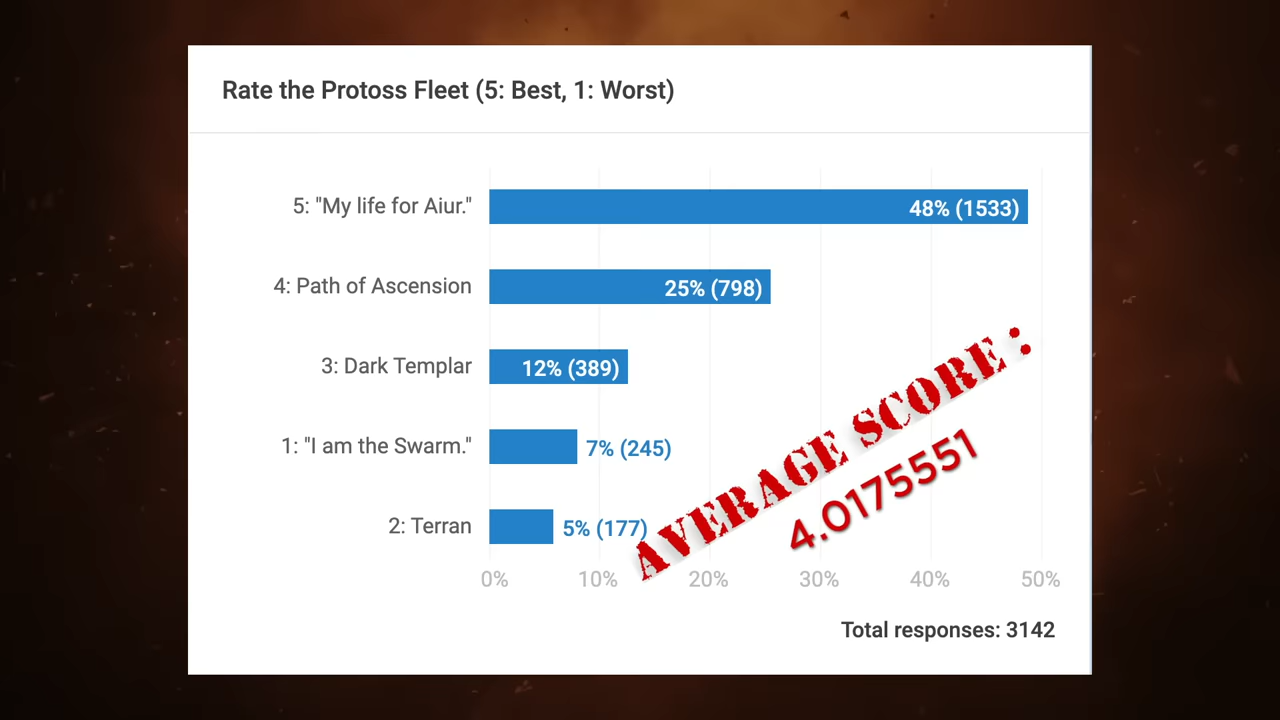 Rate the Protoss Fleet (5: Best, 1: Worst)
5: "My life for Aiur."
48% (1533)
4: Path of Ascension
25% (798)
3: Dark Templar
12% (389)
1: "I am the Swarm."
7% (245)
2: Terran
5% (177)
AVERAGE SCORE :
4.0175551
0% 10% 20% 30% 40% 50%
Total responses: 3142